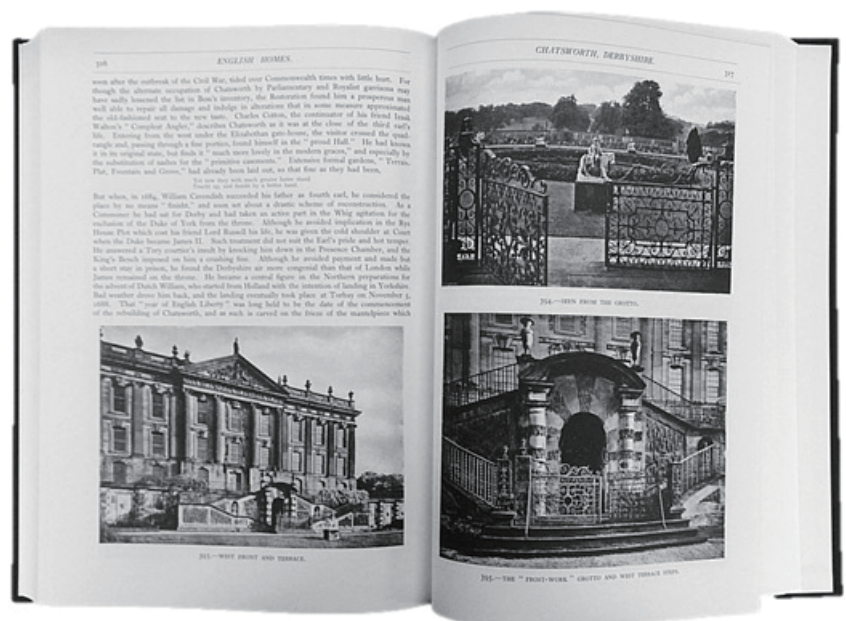 316
ENGLISH HOMES.
soon after the outbreak of the Civil War, tided over Commonwealth times with little hurt. For
though the alternate occupation of Chatsworth by Parliamentary and Royalist garrisons may
have sadly lessened the list in Bess's inventory, the Restoration found him a prosperous man
well able to repair all damage and indulge in alterations that in some measure approximated
the old-fashioned seat to the new taste. Charles Cotton, the continuator of his friend Izaak
Walton's "Compleat Angler," describes Chatsworth as it was at the close of the third earl's
life. Entering from the west under the Elizabethan gate-house, the visitor crossed the quad-
rangle and, passing through a fine portico, found himself in the "proud Hall." He had known
it in its original state, but finds it "much more lovely in the modern graces," and especially by
the substitution of sashes for the "primitive casements." Extensive formal gardens, "Terras,
Plat, Fountain and Grove," had already been laid out, so that fine as they had been,
Yet now they with much greater lustre stand
Toucht up, and finisht by a better hand.
But when, in 1684, William Cavendish succeeded his father as fourth earl, he considered the
place by no means "finisht," and soon set about a drastic scheme of reconstruction. As a
Commoner he had sat for Derby and had taken an active part in the Whig agitation for the
exclusion of the Duke of York from the throne. Although he avoided implication in the Rye
House Plot which cost his friend Lord Russell his life, he was given the cold shoulder at Court
when the Duke became James II. Such treatment did not suit the Earl's pride and hot temper.
He answered a Tory courtier's insult by knocking him down in the Presence Chamber, and the
King's Bench imposed on him a crushing fine. Although he avoided payment and made but
a short stay in prison, he found the Derbyshire air more congenial than that of London while
James remained on the throne. He became a central figure in the Northern preparations for
the advent of Dutch William, who started from Holland with the intention of landing in Yorkshire.
Bad weather drove him back, and the landing eventually took place at Torbay on November 5,
1688. That "year of English Liberty" was long held to be the date of the commencement
of the rebuilding of Chatsworth, and as such is carved on the frieze of the mantelpiece which
WEST FRONT AND TERRACE.
CHATSWORTH, DERBYSHIRE.
317
394.—SEEN FROM THE GROTTO.
395.—THE "FROST-WORK" GROTTO AND WEST TERRACE STEPS.